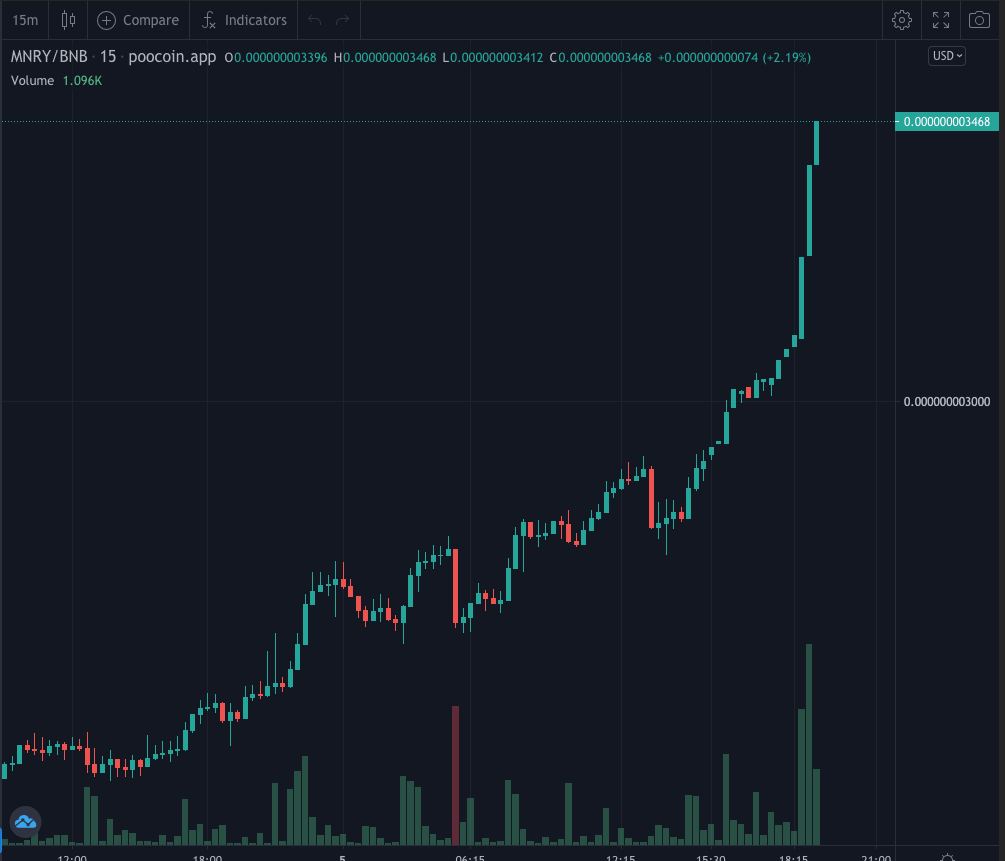 15m Compare Indicators
MNRY/BNB · 15 · poocoin.app O0.000000003396 H0.000000003468 L0.000000003412 C0.000000003468 +0.000000000074 (+2.19%) USD
Volume 1.096K
0.000000003468
0.000000003000
12:00 18:00 5 06:15 12:15 15:30 18:15 21:00